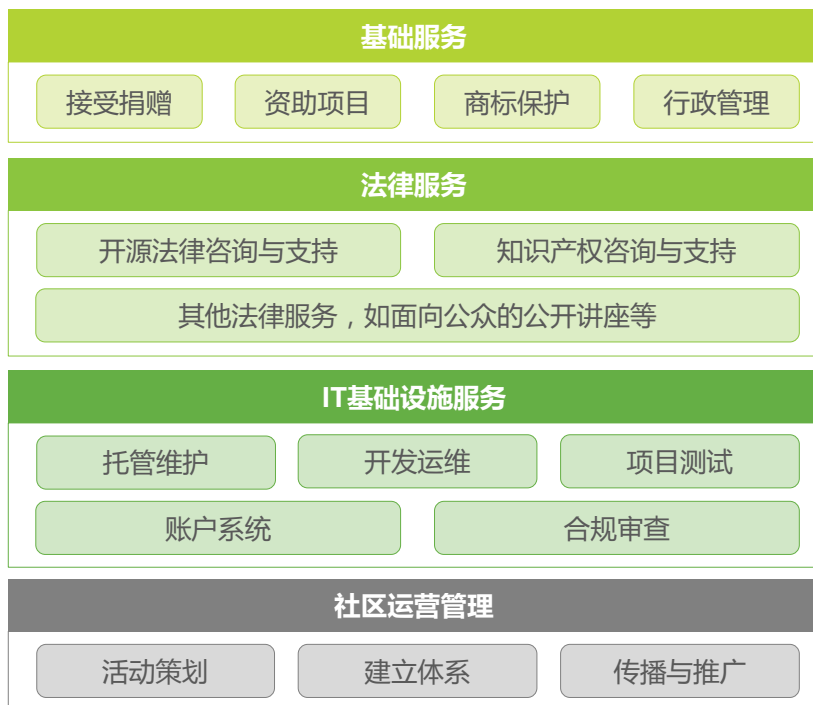 基础服务
接受捐赠 资助项目 商标保护 行政管理
法律服务
开源法律咨询与支持 知识产权咨询与支持
其他法律服务，如面向公众的公开讲座等
IT基础设施服务
托管维护 开发运维 项目测试
账户系统 合规审查
社区运营管理
活动策划 建立体系 传播与推广